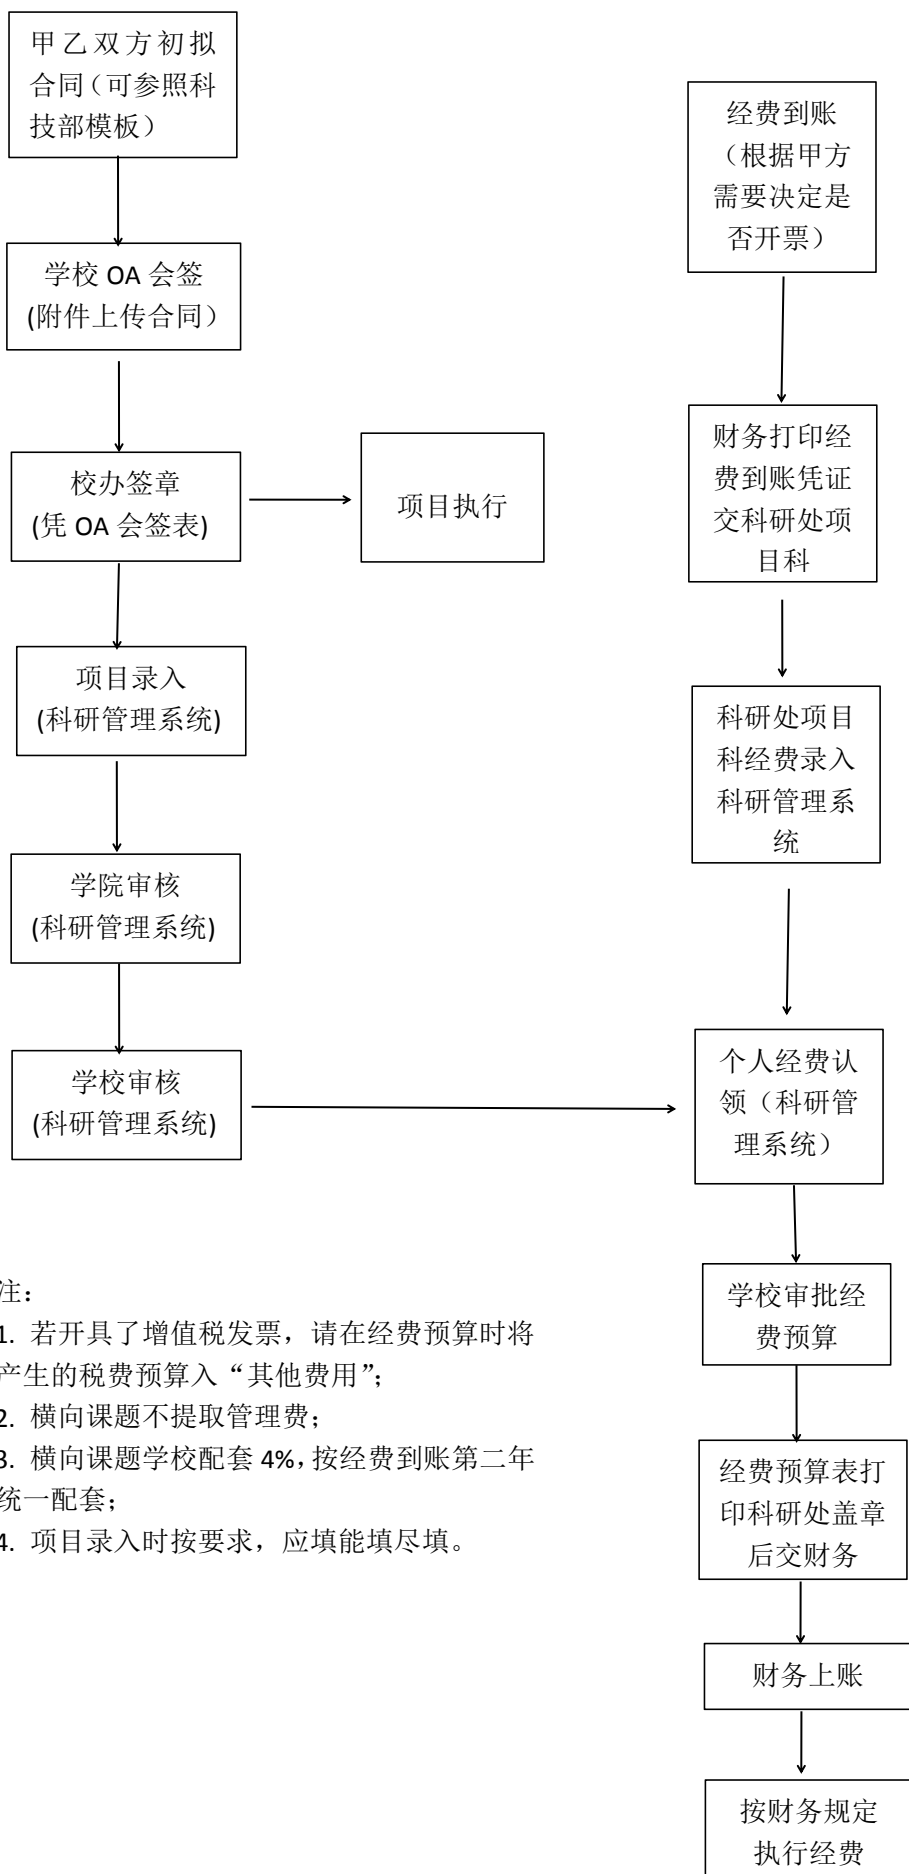 甲乙双方初拟
合同（可参照科
技部模板）
学校 OA 会签
(附件上传合同）
校办签章
(凭 OA 会签表)
项目执行
项目录入
(科研管理系统)
学院审核
(科研管理系统)
学校审核
(科研管理系统)
经费到账
（根据甲方
需要决定是
否开票）
财务打印经
费到账凭证
交科研处项
目科
科研处项目
科经费录入
科研管理系
统
个人经费认
领（科研管
理系统）
学校审批经
费预算
经费预算表打
印科研处盖章
后交财务
财务上账
按财务规定
执行经费
注：
1. 若开具了增值税发票，请在经费预算时将
产生的税费预算入“其他费用”；
2. 横向课题不提取管理费；
3. 横向课题学校配套 4%，按经费到账第二年
统一配套；
4. 项目录入时按要求，应填能填尽填。